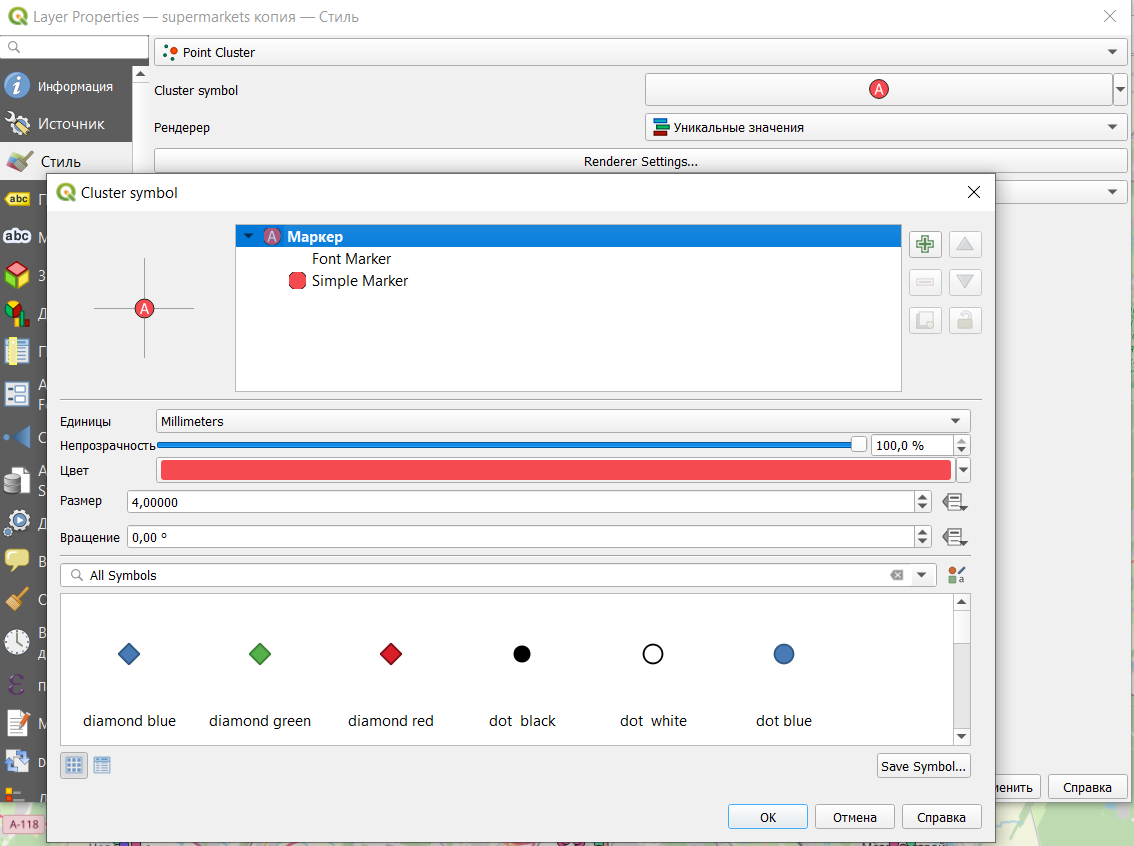 Layer Properties — supermarkets копия — Стиль
Point Cluster
Информация
Cluster symbol
A
Источник
Рендерер
Уникальные значения
Стиль
Renderer Settings...
Cluster symbol
abc
abc
A
Маркер
Font Marker
Simple Marker
A
Единицы
Millimeters
Непрозрачность
100,0 %
Цвет
Размер
4,00000
Вращение
0,00 °
All Symbols
diamond blue
diamond green
diamond red
dot black
dot white
dot blue
Save Symbol...
енить
Справка
OK
Отмена
Справка
A-118